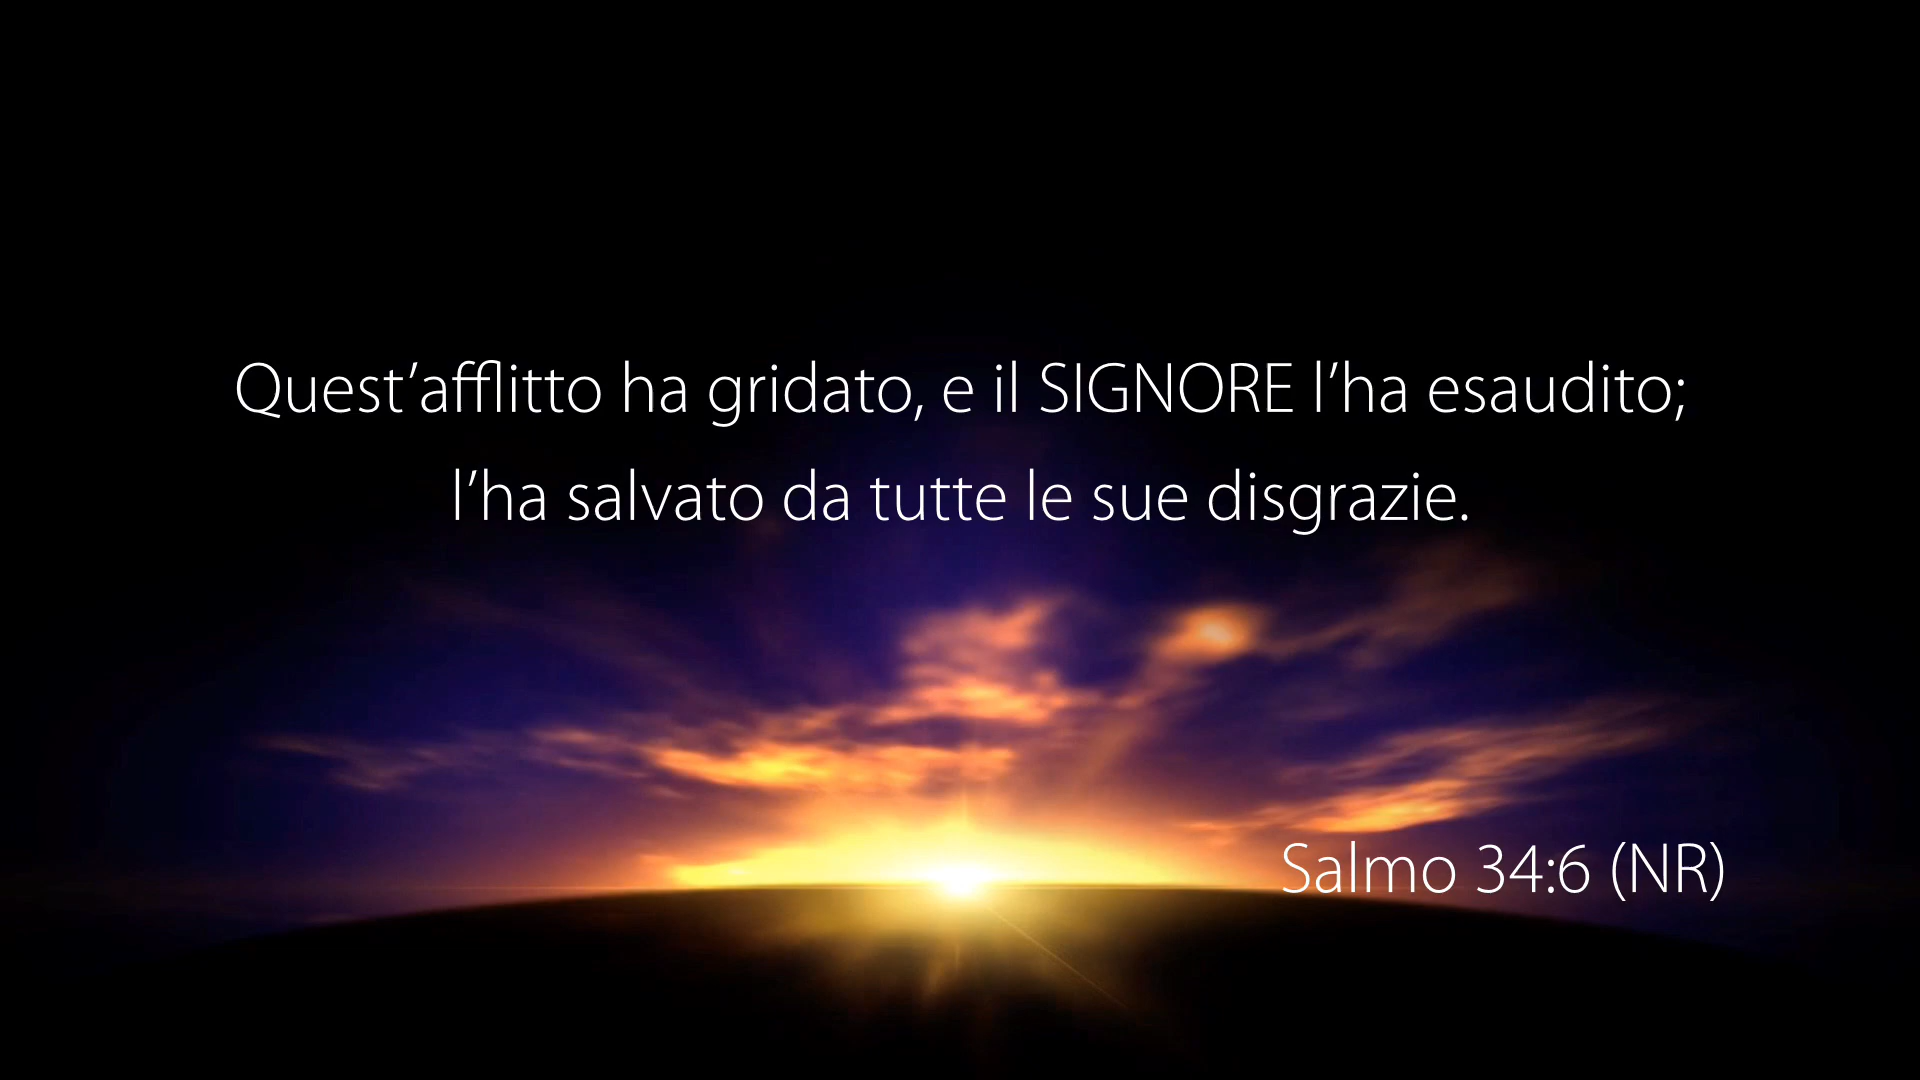 Quest’afflitto ha gridato, e il SIGNORE l’ha esaudito;
l’ha salvato da tutte le sue disgrazie.
Salmo 34:6 (NR)